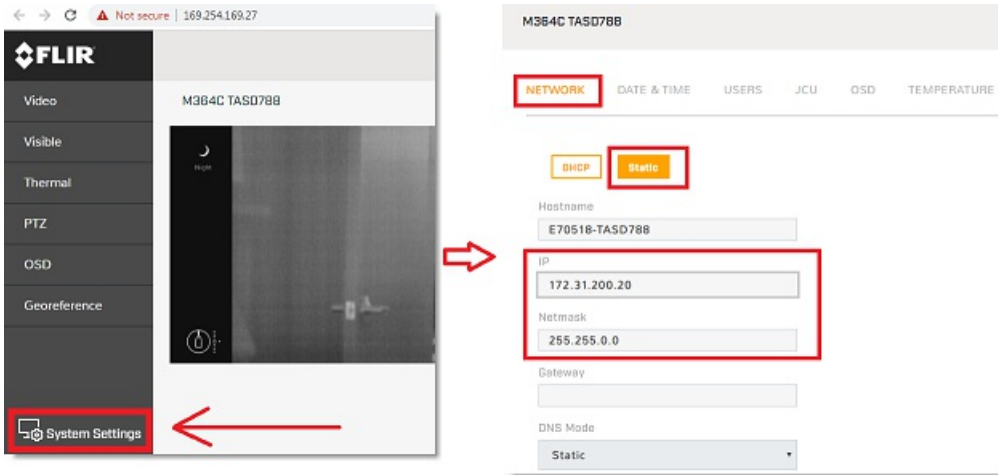 Not secure | 169.254.169.27
FLIR
Video
Visible
Thermal
PTZ
OSD
Georeference
System Settings
M364C TASD788
Night
M364C TASD788
NETWORK DATE & TIME USERS JCU OSD TEMPERATURE
DHCP Static
Hostname
E70518-TASD788
IP
172.31.200.20
Netmask
255.255.0.0
Gateway
DNS Mode
Static